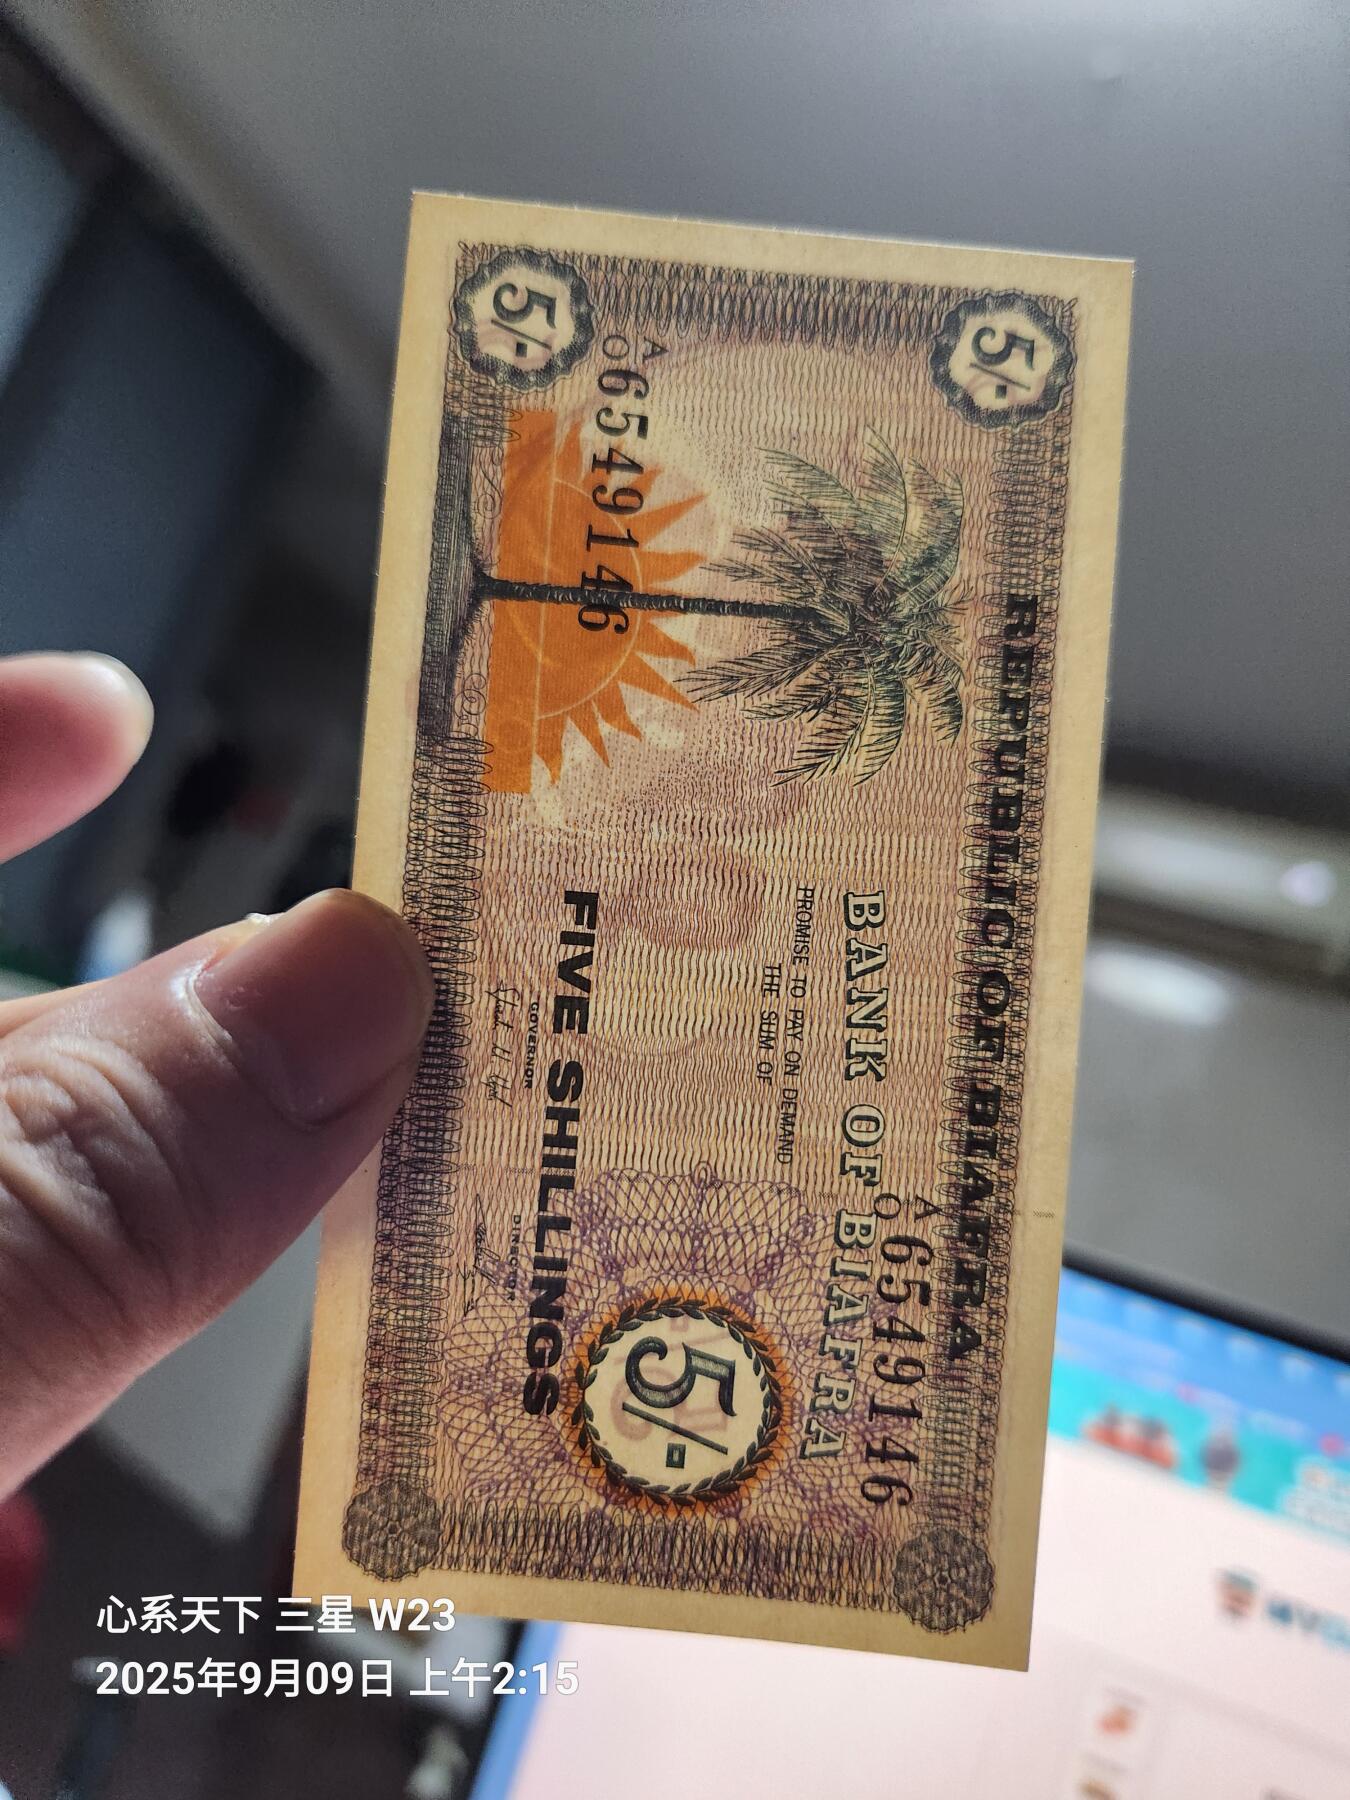 REPUBLIC OF BIAFRA
5/-
5/-
A/O 6549146
BANK OF BIAFRA
PROMISE TO PAY ON DEMAND
THE SUM OF
A/O 6549146
FIVE SHILLINGS
5/-
GOVERNOR
DIRECTOR
心系天下 三星 W23
2025年9月09日 上午2:15